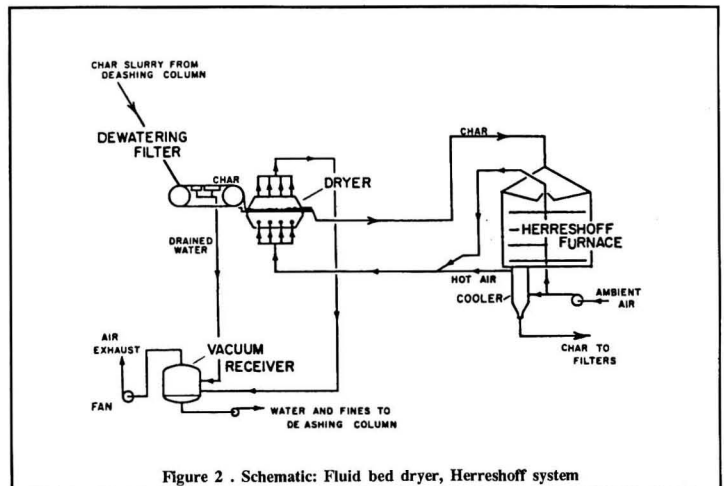 CHAR SLURRY FROM
DEASHING COLUMN
DEWATERING
FILTER
CHAR
DRYER
CHAR
HERRESHOFF
FURNACE
DRAINED
WATER
HOT AIR
COOLER
AMBIENT
AIR
CHAR TO
FILTERS
AIR
EXHAUST
VACUUM
RECEIVER
FAN
WATER AND FINES TO
DE ASHING COLUMN
Figure 2 . Schematic: Fluid bed dryer, Herreshoff system